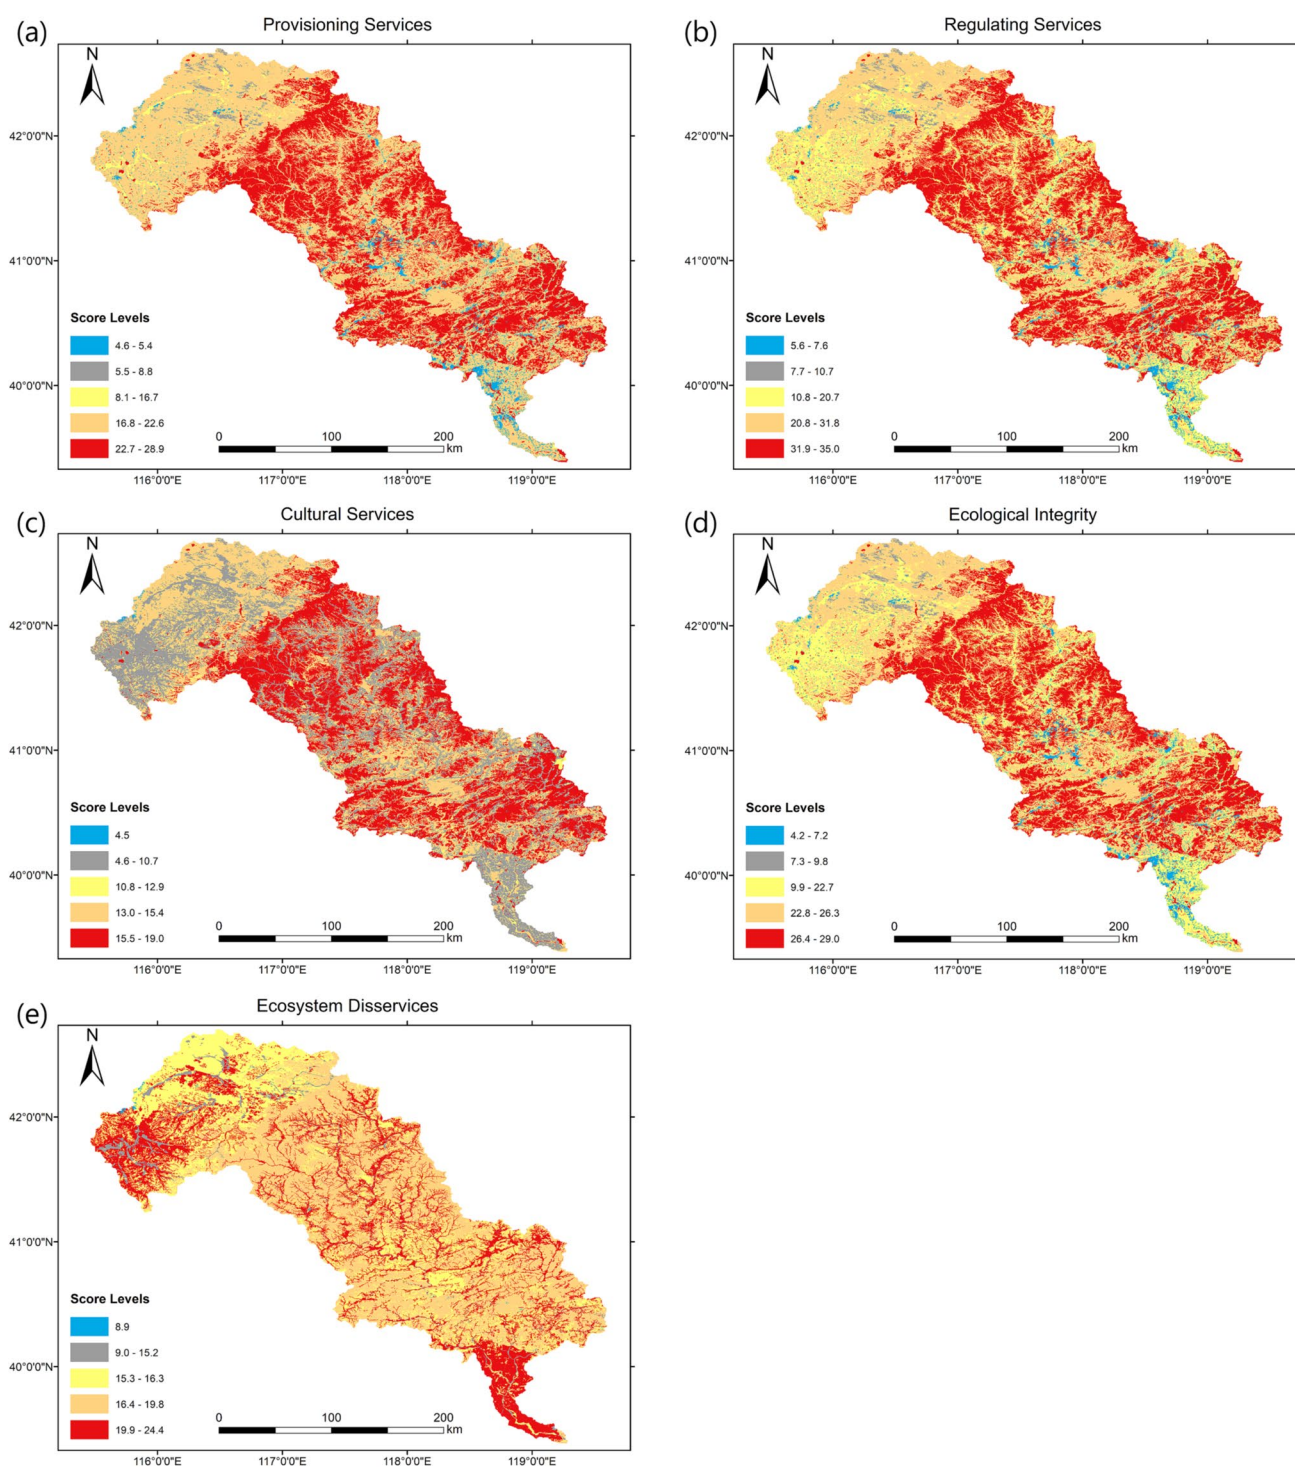 (a)
Provisioning Services
N
42°0'0"N
41°0'0"N
40°0'0"N
Score Levels
4.6 - 5.4
5.5 - 8.8
8.1 - 16.7
16.8 - 22.6
22.7 - 28.9
0 100 200
km
116°0'0"E 117°0'0"E 118°0'0"E 119°0'0"E
(b)
Regulating Services
N
42°0'0"N
41°0'0"N
40°0'0"N
Score Levels
5.6 - 7.6
7.7 - 10.7
10.8 - 20.7
20.8 - 31.8
31.9 - 35.0
0 100 200
km
116°0'0"E 117°0'0"E 118°0'0"E 119°0'0"E
(c)
Cultural Services
N
42°0'0"N
41°0'0"N
40°0'0"N
Score Levels
4.5
4.6 - 10.7
10.8 - 12.9
13.0 - 15.4
15.5 - 19.0
0 100 200
km
116°0'0"E 117°0'0"E 118°0'0"E 119°0'0"E
(d)
Ecological Integrity
N
42°0'0"N
41°0'0"N
40°0'0"N
Score Levels
4.2 - 7.2
7.3 - 9.8
9.9 - 22.7
22.8 - 26.3
26.4 - 29.0
0 100 200
km
116°0'0"E 117°0'0"E 118°0'0"E 119°0'0"E
(e)
Ecosystem Disservices
N
42°0'0"N
41°0'0"N
40°0'0"N
Score Levels
8.9
9.0 - 15.2
15.3 - 16.3
16.4 - 19.8
19.9 - 24.4
0 100 200
km
116°0'0"E 117°0'0"E 118°0'0"E 119°0'0"E